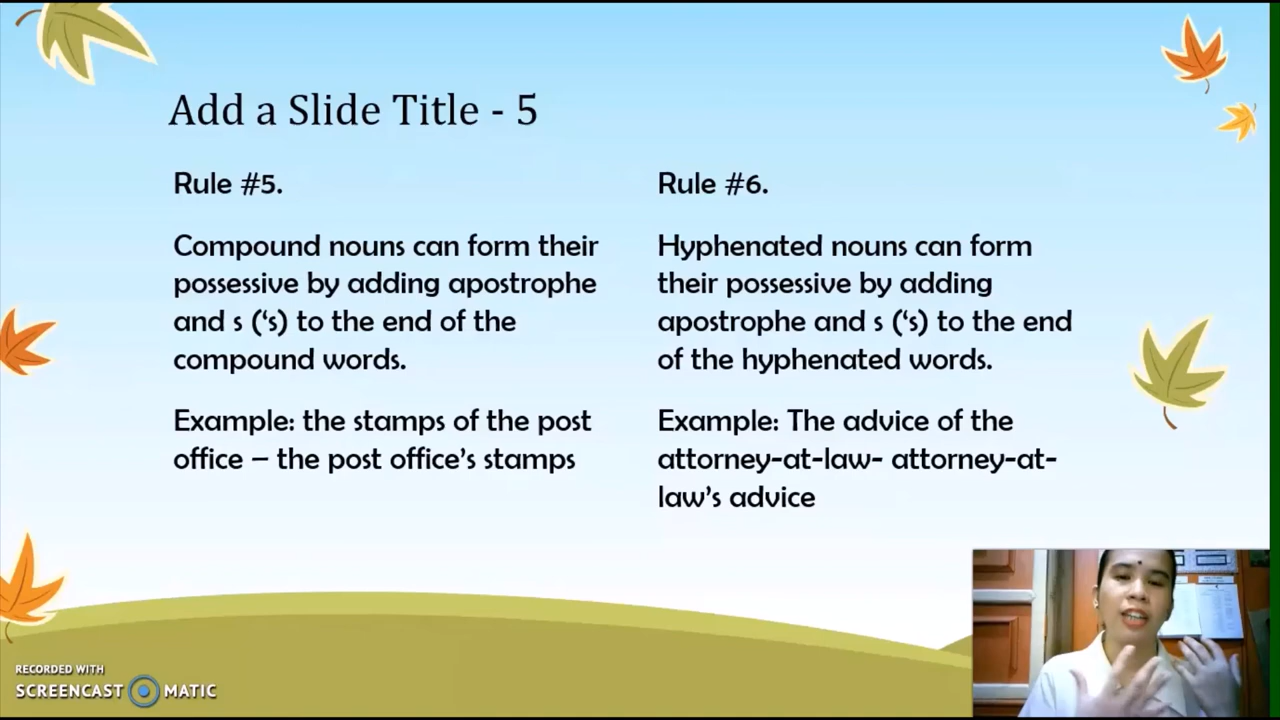 Add a Slide Title - 5
Rule #5.
Compound nouns can form their
possessive by adding apostrophe
and s (‘s) to the end of the
compound words.
Example: the stamps of the post
office – the post office’s stamps
Rule #6.
Hyphenated nouns can form
their possessive by adding
apostrophe and s (‘s) to the end
of the hyphenated words.
Example: The advice of the
attorney-at-law- attorney-at-
law’s advice
RECORDED WITH
SCREENCAST MATIC